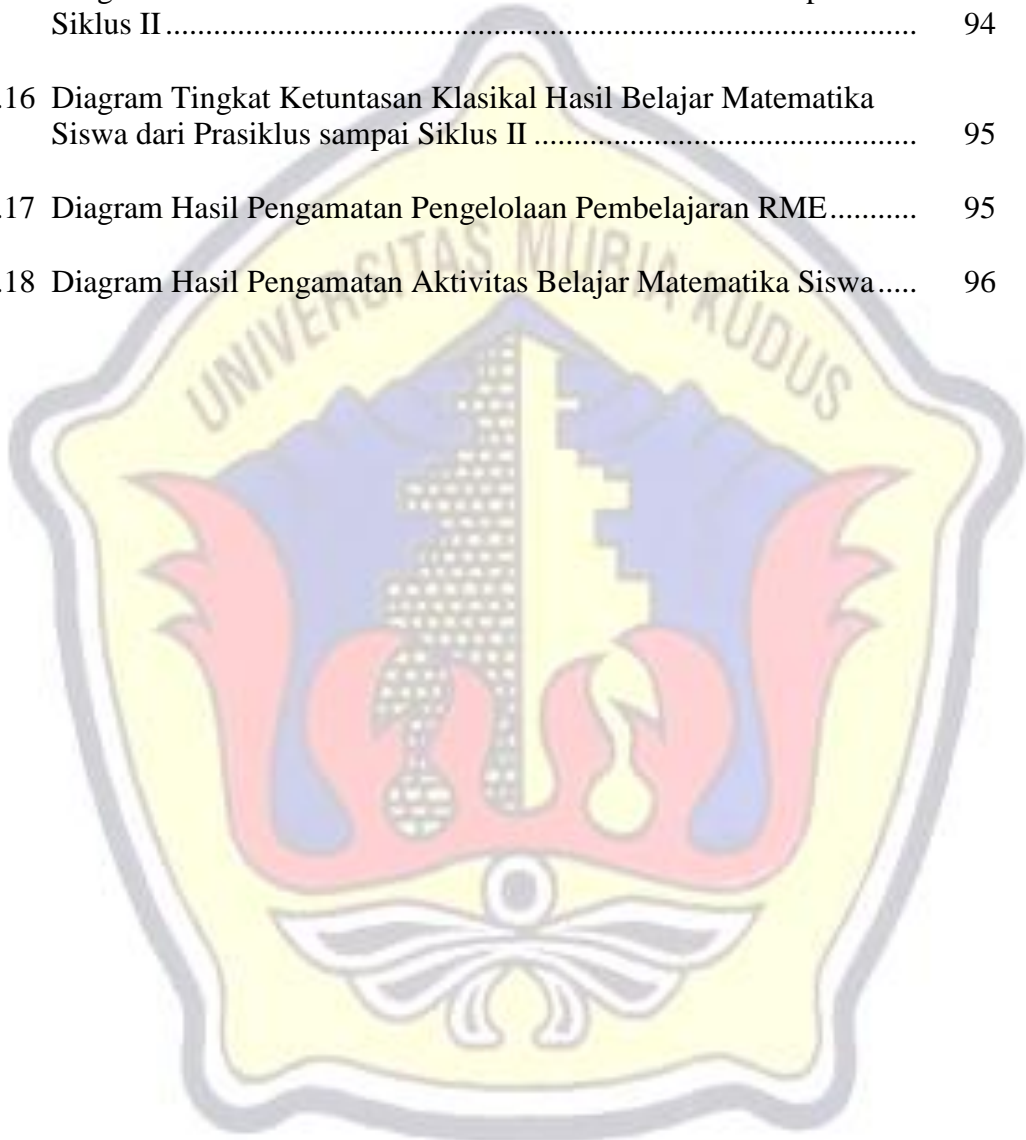 Siklus II ................................................................................................ 94
.16 Diagram Tingkat Ketuntasan Klasikal Hasil Belajar Matematika
Siswa dari Prasiklus sampai Siklus II ................................................. 95
.17 Diagram Hasil Pengamatan Pengelolaan Pembelajaran RME ........... 95
.18 Diagram Hasil Pengamatan Aktivitas Belajar Matematika Siswa ..... 96
UNIVERSITAS MURIA KUDUS